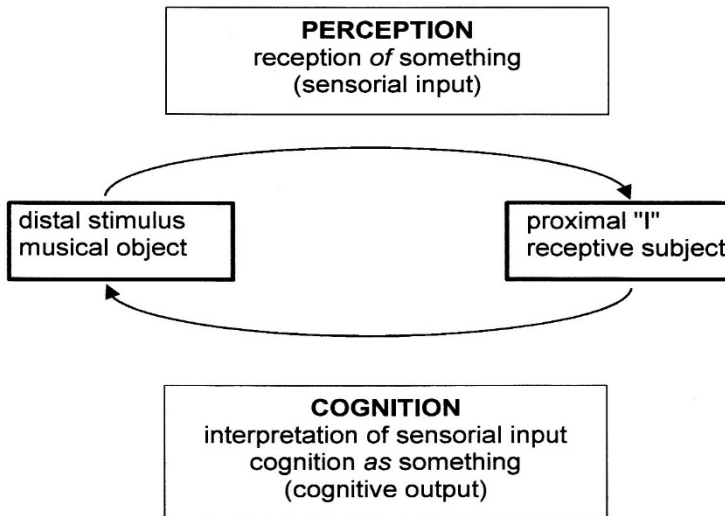 PERCEPTION
reception of something
(sensorial input)
distal stimulus
musical object
proximal "I"
receptive subject
COGNITION
interpretation of sensorial input
cognition as something
(cognitive output)